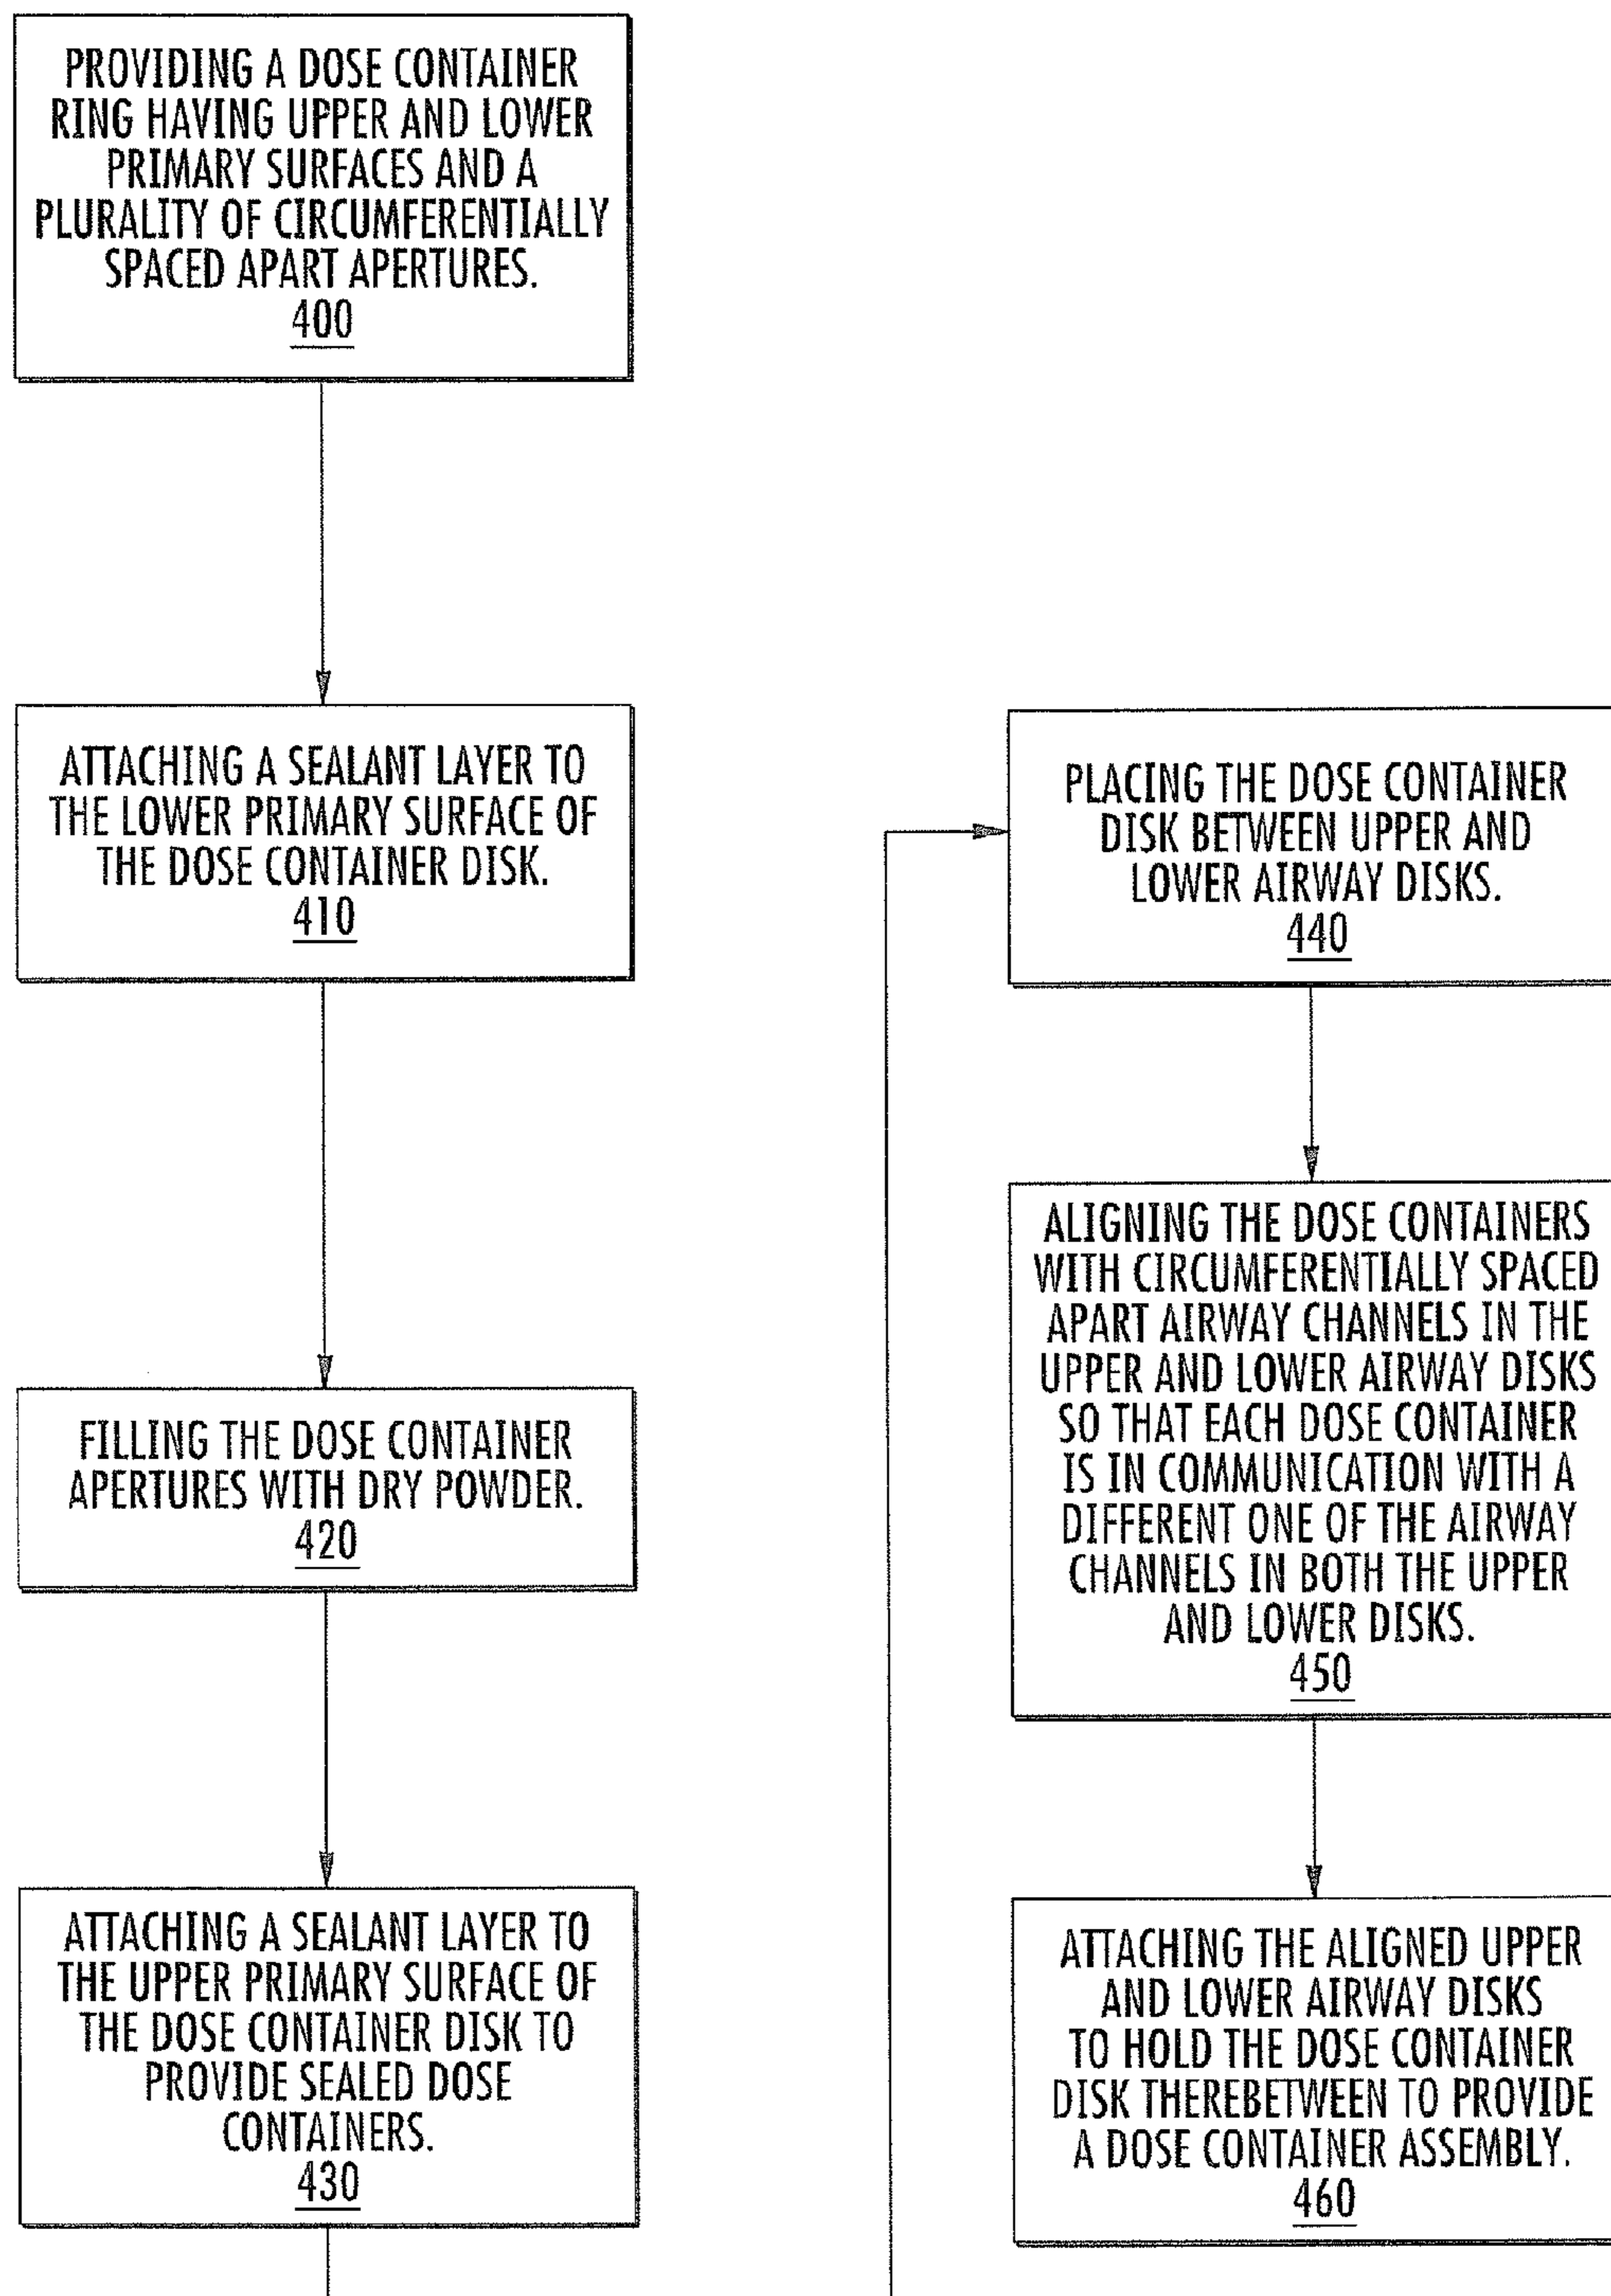 PROVIDING A DOSE CONTAINER
RING HAVING UPPER AND LOWER
PRIMARY SURFACES AND A
PLURALITY OF CIRCUMFERENTIALLY
SPACED APART APERTURES.
400
ATTACHING A SEALANT LAYER TO
THE LOWER PRIMARY SURFACE OF
THE DOSE CONTAINER DISK.
410
FILLING THE DOSE CONTAINER
APERTURES WITH DRY POWDER.
420
ATTACHING A SEALANT LAYER TO
THE UPPER PRIMARY SURFACE OF
THE DOSE CONTAINER DISK TO
PROVIDE SEALED DOSE
CONTAINERS.
430
PLACING THE DOSE CONTAINER
DISK BETWEEN UPPER AND
LOWER AIRWAY DISKS.
440
ALIGNING THE DOSE CONTAINERS
WITH CIRCUMFERENTIALLY SPACED
APART AIRWAY CHANNELS IN THE
UPPER AND LOWER AIRWAY DISKS
SO THAT EACH DOSE CONTAINER
IS IN COMMUNICATION WITH A
DIFFERENT ONE OF THE AIRWAY
CHANNELS IN BOTH THE UPPER
AND LOWER DISKS.
450
ATTACHING THE ALIGNED UPPER
AND LOWER AIRWAY DISKS
TO HOLD THE DOSE CONTAINER
DISK THEREBETWEEN TO PROVIDE
A DOSE CONTAINER ASSEMBLY.
460